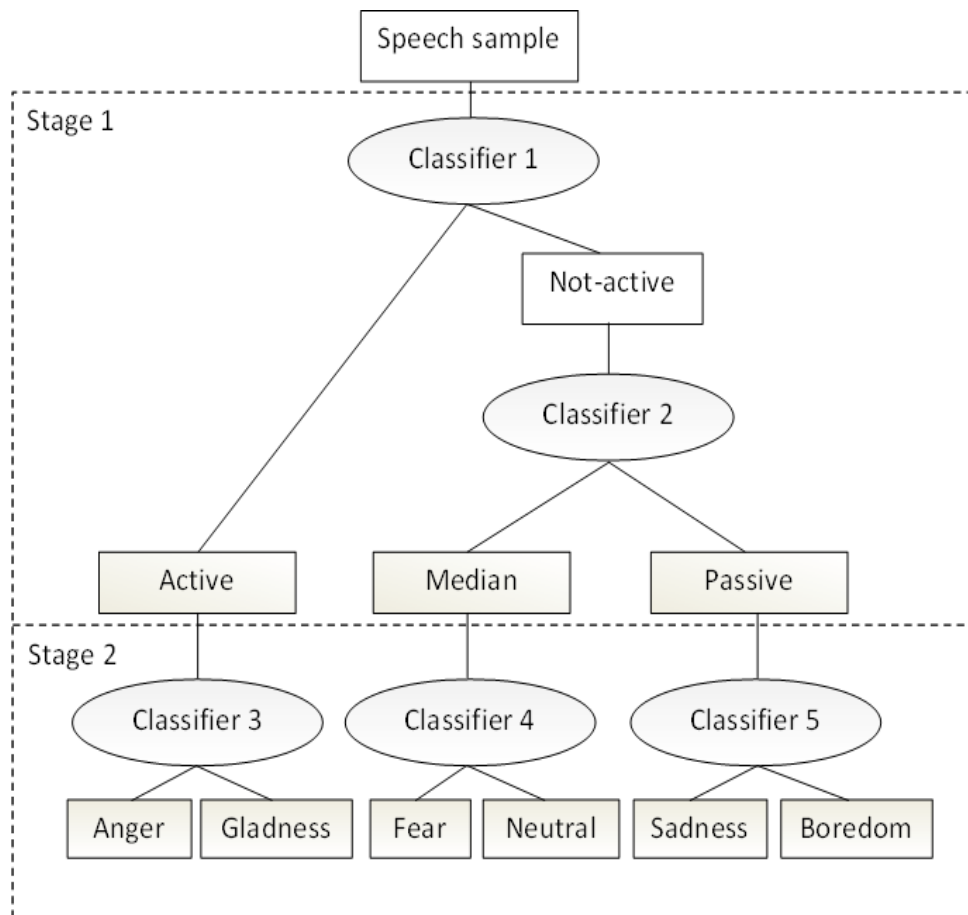 Speech sample
Stage 1
Classifier 1
Not-active
Classifier 2
Active
Median
Passive
Stage 2
Classifier 3
Classifier 4
Classifier 5
Anger
Gladness
Fear
Neutral
Sadness
Boredom